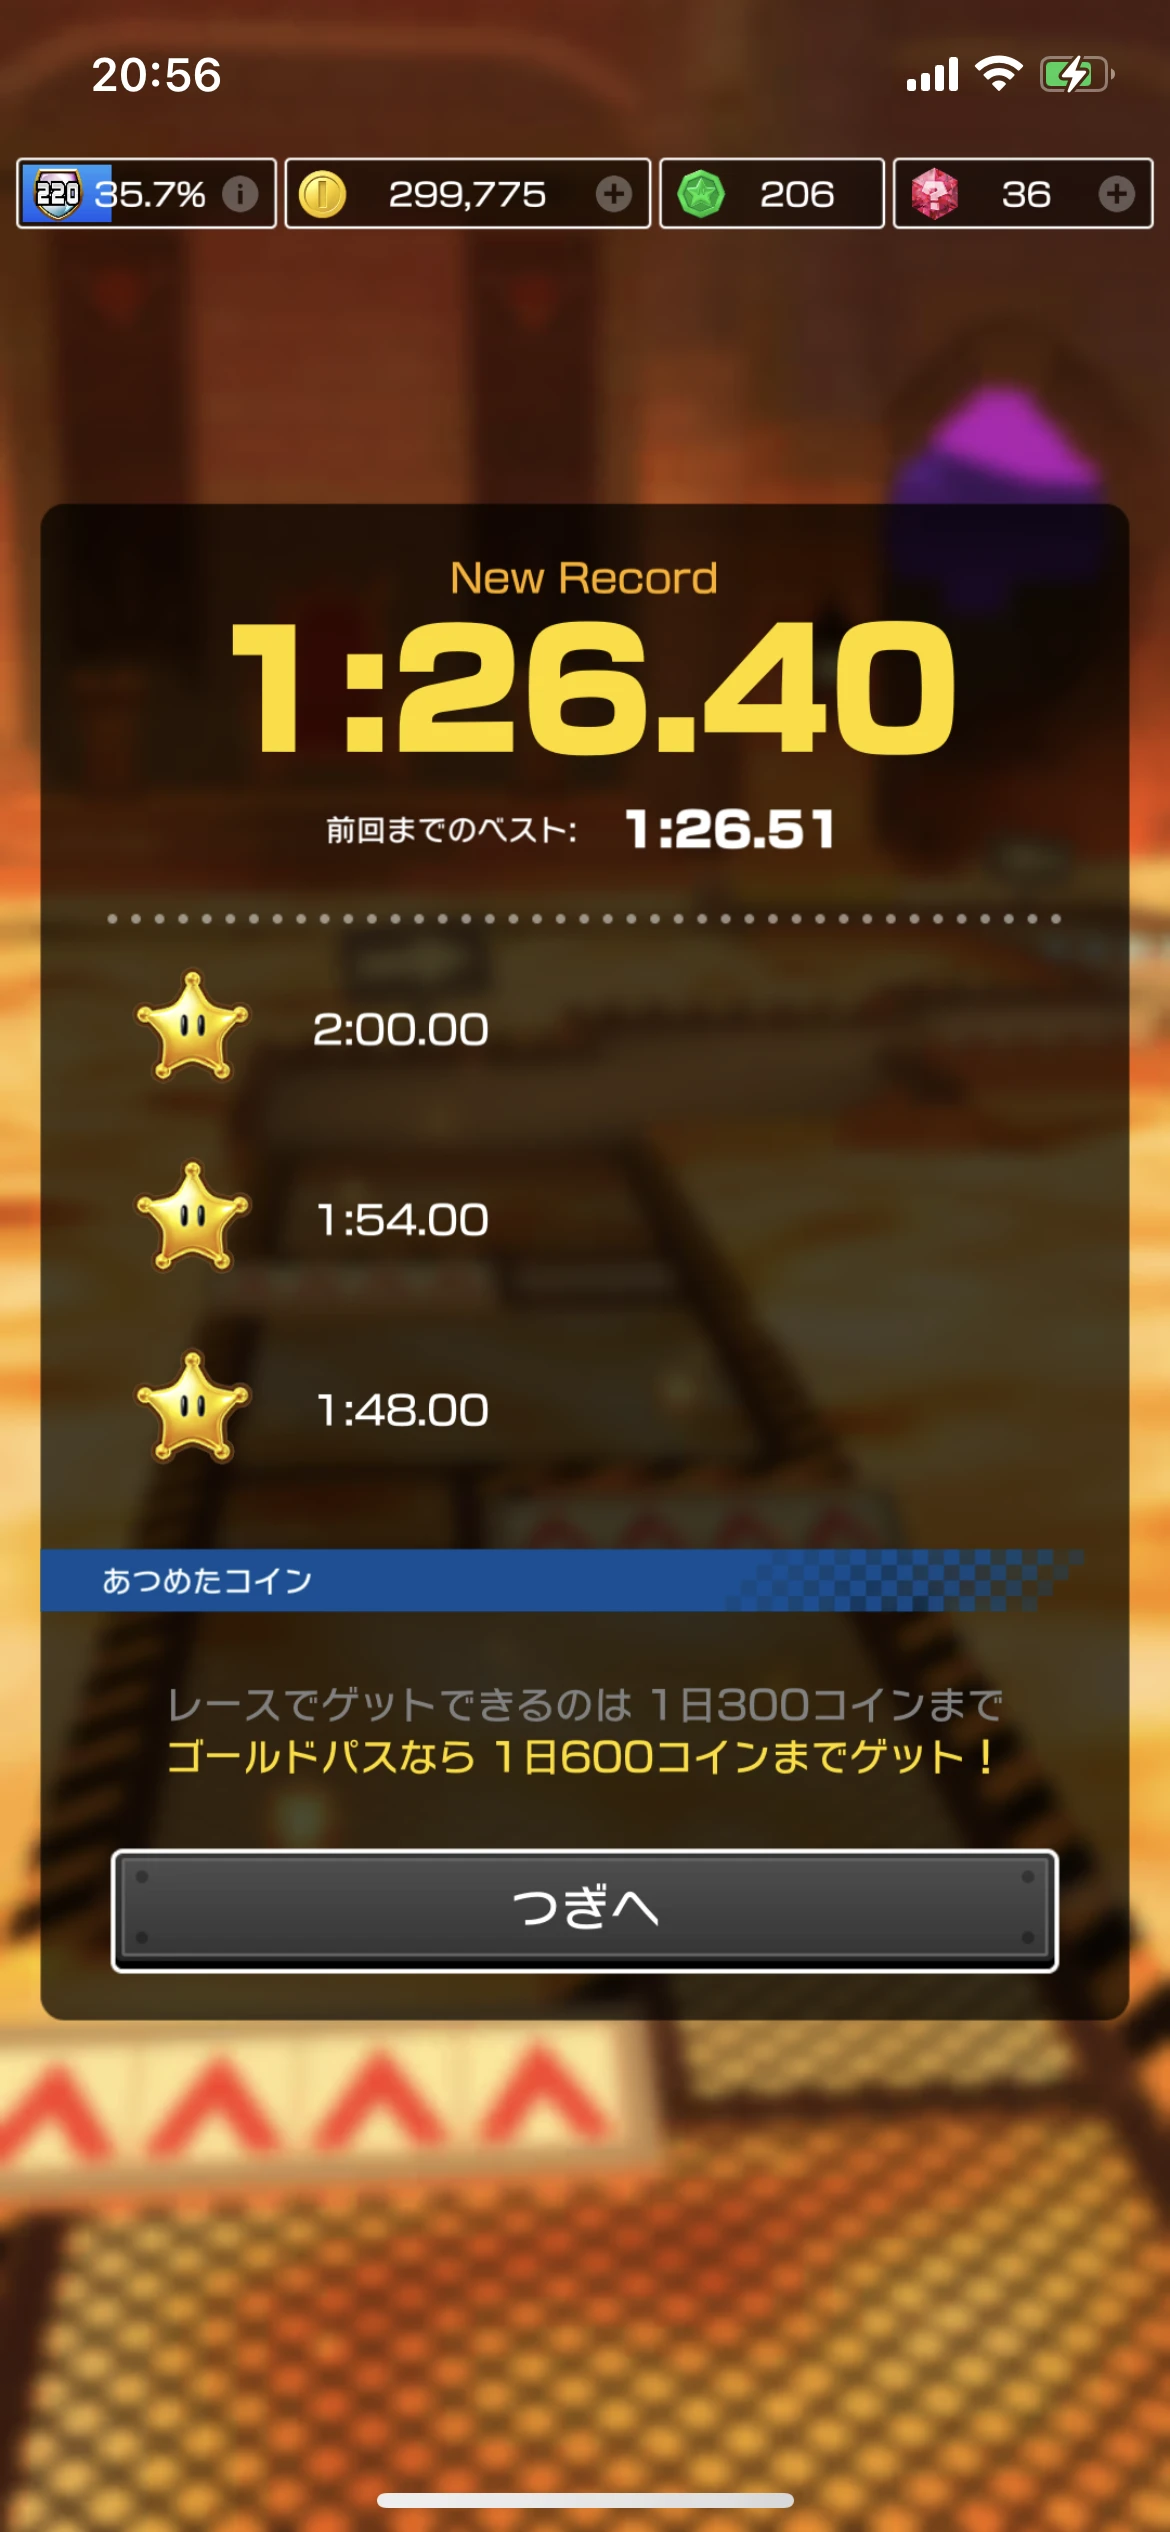 20:56
220 35.7% 299,775 206 36
New Record
1:26.40
前回までのベスト: 1:26.51
2:00.00
1:54.00
1:48.00
あつめたコイン
レースでゲットできるのは 1日300コインまで
ゴールドパスなら 1日600コインまでゲット！
つぎへ